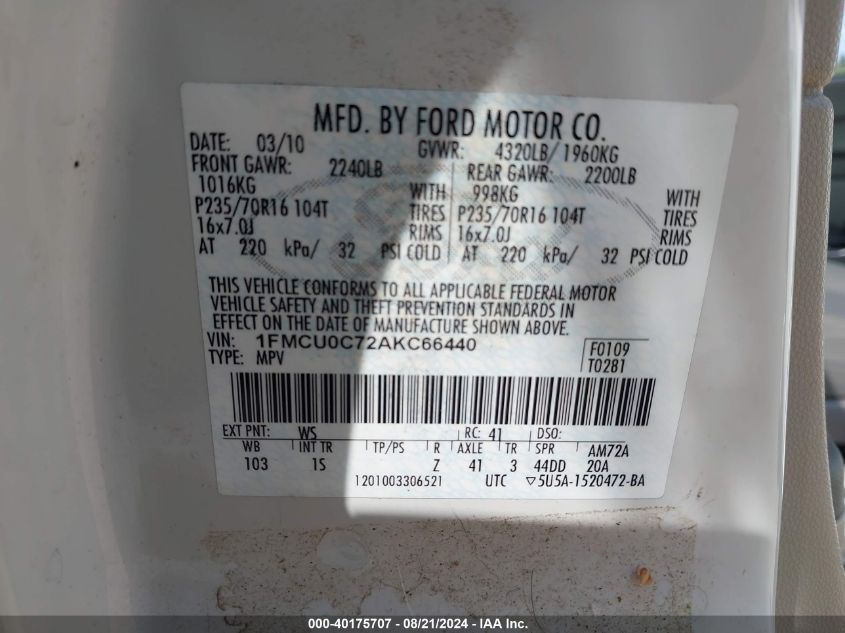 MFD. BY FORD MOTOR CO.
DATE: 03/10 GVWR: 4320LB/ 1960KG
FRONT GAWR: 2240LB REAR GAWR: 2200LB
1016KG WITH 998KG WITH
P235/70R16 104T TIRES P235/70R16 104T TIRES
16x7.0J RIMS 16x7.0J RIMS
AT 220 kPa/ 32 PSI COLD AT 220 kPa/ 32 PSI COLD
THIS VEHICLE CONFORMS TO ALL APPLICABLE FEDERAL MOTOR
VEHICLE SAFETY AND THEFT PREVENTION STANDARDS IN
EFFECT ON THE DATE OF MANUFACTURE SHOWN ABOVE.
VIN: 1FMCU0C72AKC66440 F0109
TYPE: MPV T0281
EXT PNT: WS RC: 41 DSO:
WB INT TR TP/PS R AXLE TR SPR AM72A
103 1S Z 41 3 44DD 20A
1201003306521 UTC ▽5U5A-1520472-BA
000-40175707 - 08/21/2024 - IAA Inc.